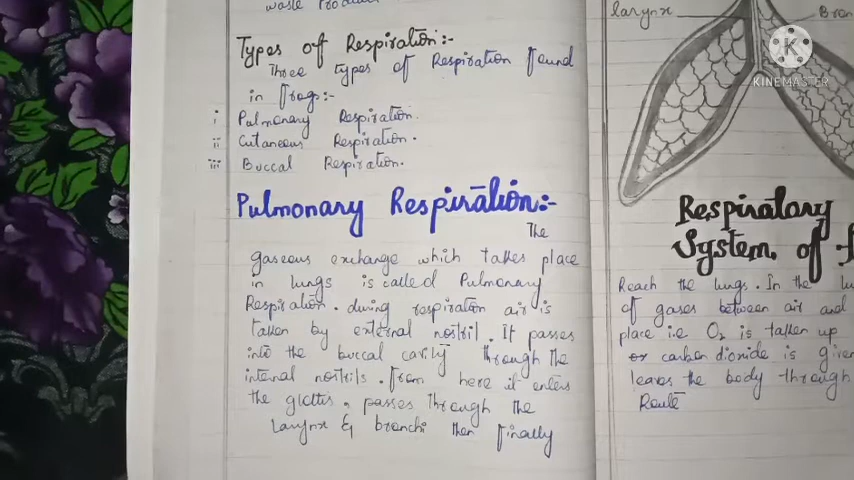 waste
Types of Respiration:-
Three types of Respiration found
in frog:-
i Pulmonary Respiration.
ii Cutaneous Respiration.
iii Buccal Respiration.
Pulmonary Respiration:-
The
gaseous exchange which takes place
in lungs is called Pulmonary
Respiration. during respiration air is
taken by external nostril. It passes
into the buccal cavity through the
internal nostrils. from here it enters
the glottis. passes through the
larynx & bronchi then finally
larynx
Bron
KINEMASTER
Respiratory
System of
Reach the lungs. In the lu
of gases between air and
place i.e O2 is taken up
or carbon dioxide is given
leaves the body through
Route